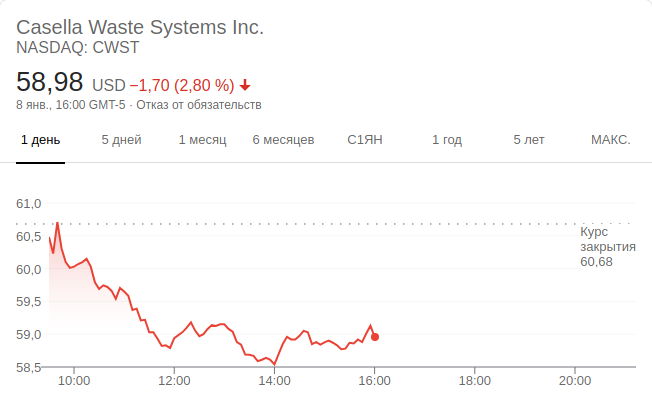 Casella Waste Systems Inc.
NASDAQ: CWST
58,98 USD −1,70 (2,80 %)
8 янв., 16:00 GMT-5 · Отказ от обязательств
1 день 5 дней 1 месяц 6 месяцев С1ЯН 1 год 5 лет МАКС.
61,0
60,5
60,0
59,5
59,0
58,5
Курс
закрытия
60,68
10:00 12:00 14:00 16:00 18:00 20:00